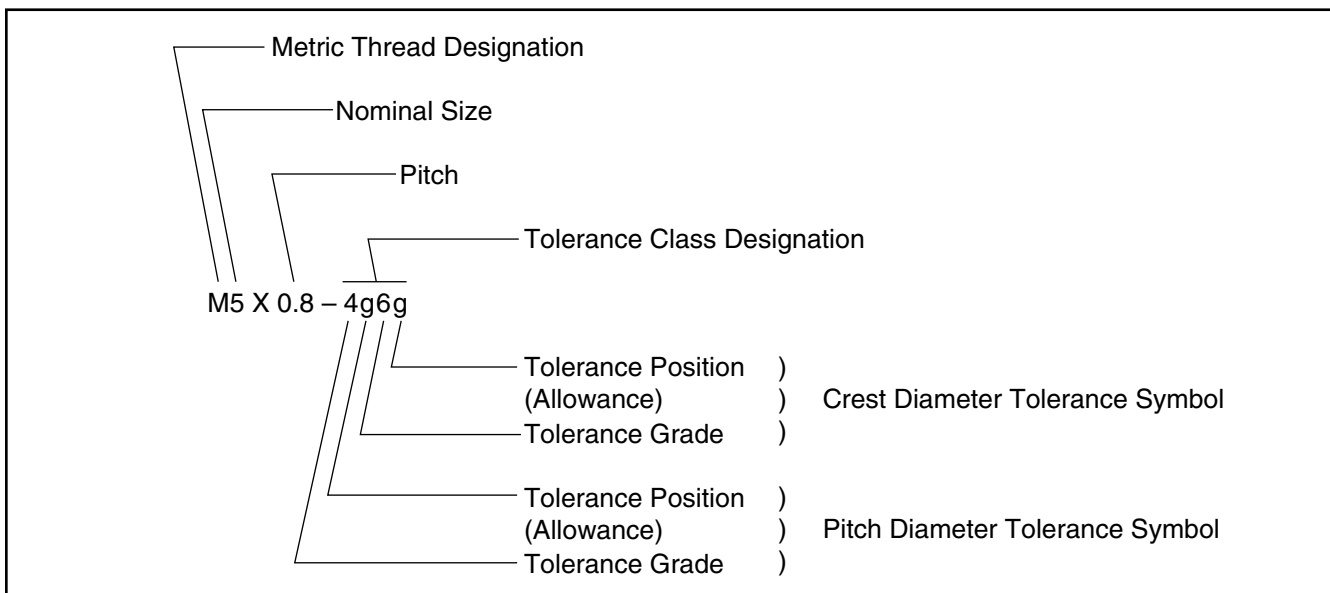 Metric Thread Designation
Nominal Size
Pitch
Tolerance Class Designation
M5 X 0.8 – 4g6g
Tolerance Position )
(Allowance) ) Crest Diameter Tolerance Symbol
Tolerance Grade )
Tolerance Position )
(Allowance) ) Pitch Diameter Tolerance Symbol
Tolerance Grade )